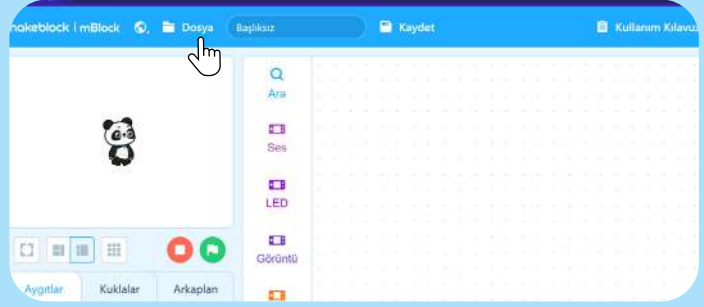 makeblock | mBlock Dosya Başlıksız Kaydet Kullanım Kılavuz
Ara
Ses
LED
Görüntü
Aygıtlar Kuklalar Arkaplan